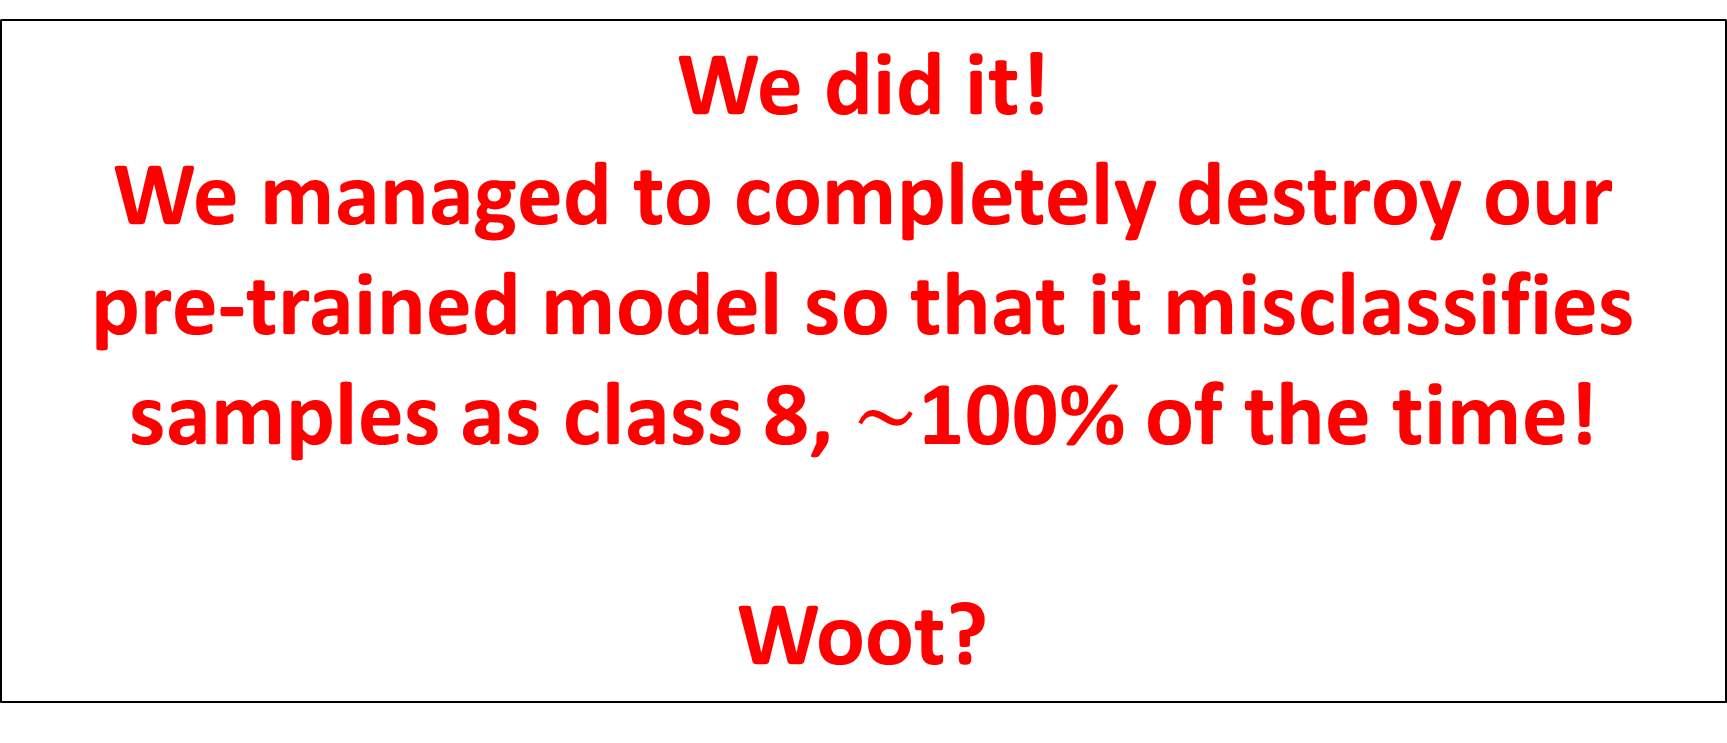 We did it!
We managed to completely destroy our
pre-trained model so that it misclassifies
samples as class 8, ~100% of the time!
Woot?